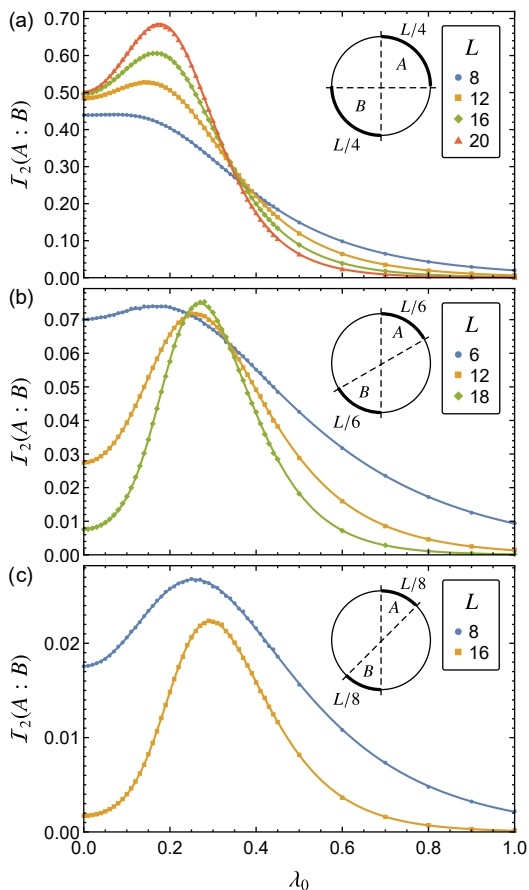 (a)
0.70
0.60
0.50
0.40
0.30
0.20
0.10
0.00
I₂(A : B)
L/4
A
B
L/4
L
8
12
16
20
(b)
0.07
0.06
0.05
0.04
0.03
0.02
0.01
0.00
I₂(A : B)
L/6
A
B
L/6
L
6
12
18
(c)
0.02
0.01
0.00
I₂(A : B)
L/8
A
B
L/8
L
8
16
0.0 0.2 0.4 0.6 0.8 1.0
λ₀